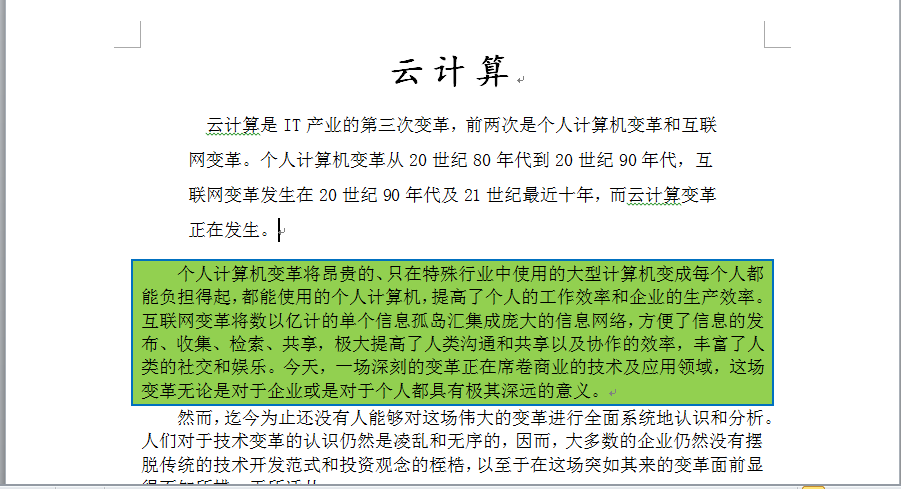 云计算
云计算是 IT 产业的第三次变革，前两次是个人计算机变革和互联
网变革。个人计算机变革从 20 世纪 80 年代到 20 世纪 90 年代，互
联网变革发生在 20 世纪 90 年代及 21 世纪最近十年，而云计算变革
正在发生。
个人计算机变革将昂贵的、只在特殊行业中使用的大型计算机变成每个人都
能负担得起，都能使用的个人计算机，提高了个人的工作效率和企业的生产效率。
互联网变革将数以亿计的单个信息孤岛汇集成庞大的信息网络，方便了信息的发
布、收集、检索、共享，极大提高了人类沟通和共享以及协作的效率，丰富了人
类的社交和娱乐。今天，一场深刻的变革正在席卷商业的技术及应用领域，这场
变革无论是对于企业或是对于个人都具有极其深远的意义。
然而，迄今为止还没有人能够对这场伟大的变革进行全面系统地认识和分析。
人们对于技术变革的认识仍然是凌乱和无序的，因而，大多数的企业仍然没有摆
脱传统的技术开发范式和投资观念的桎梏，以至于在这场突如其来的变革面前显